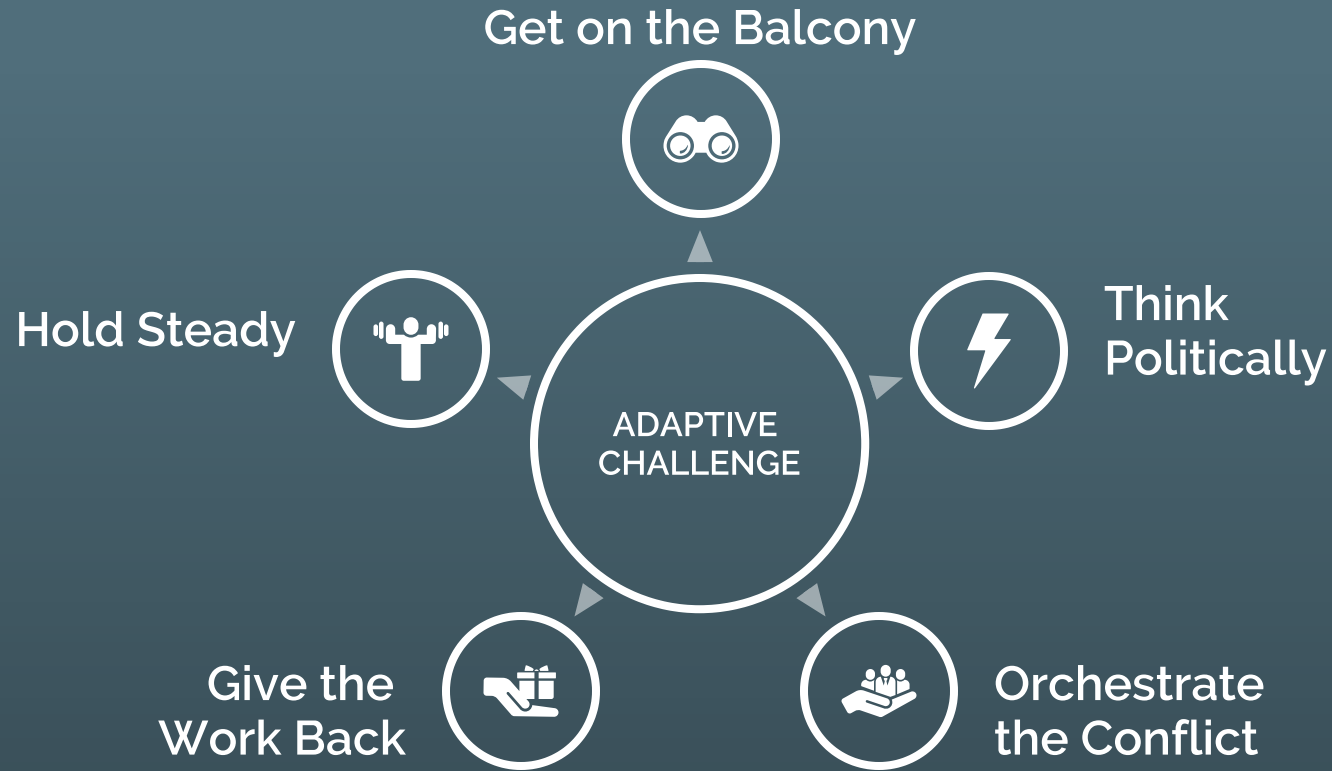 Get on the Balcony
Think
Politically
Hold Steady
ADAPTIVE
CHALLENGE
Give the
Work Back
Orchestrate
the Conflict